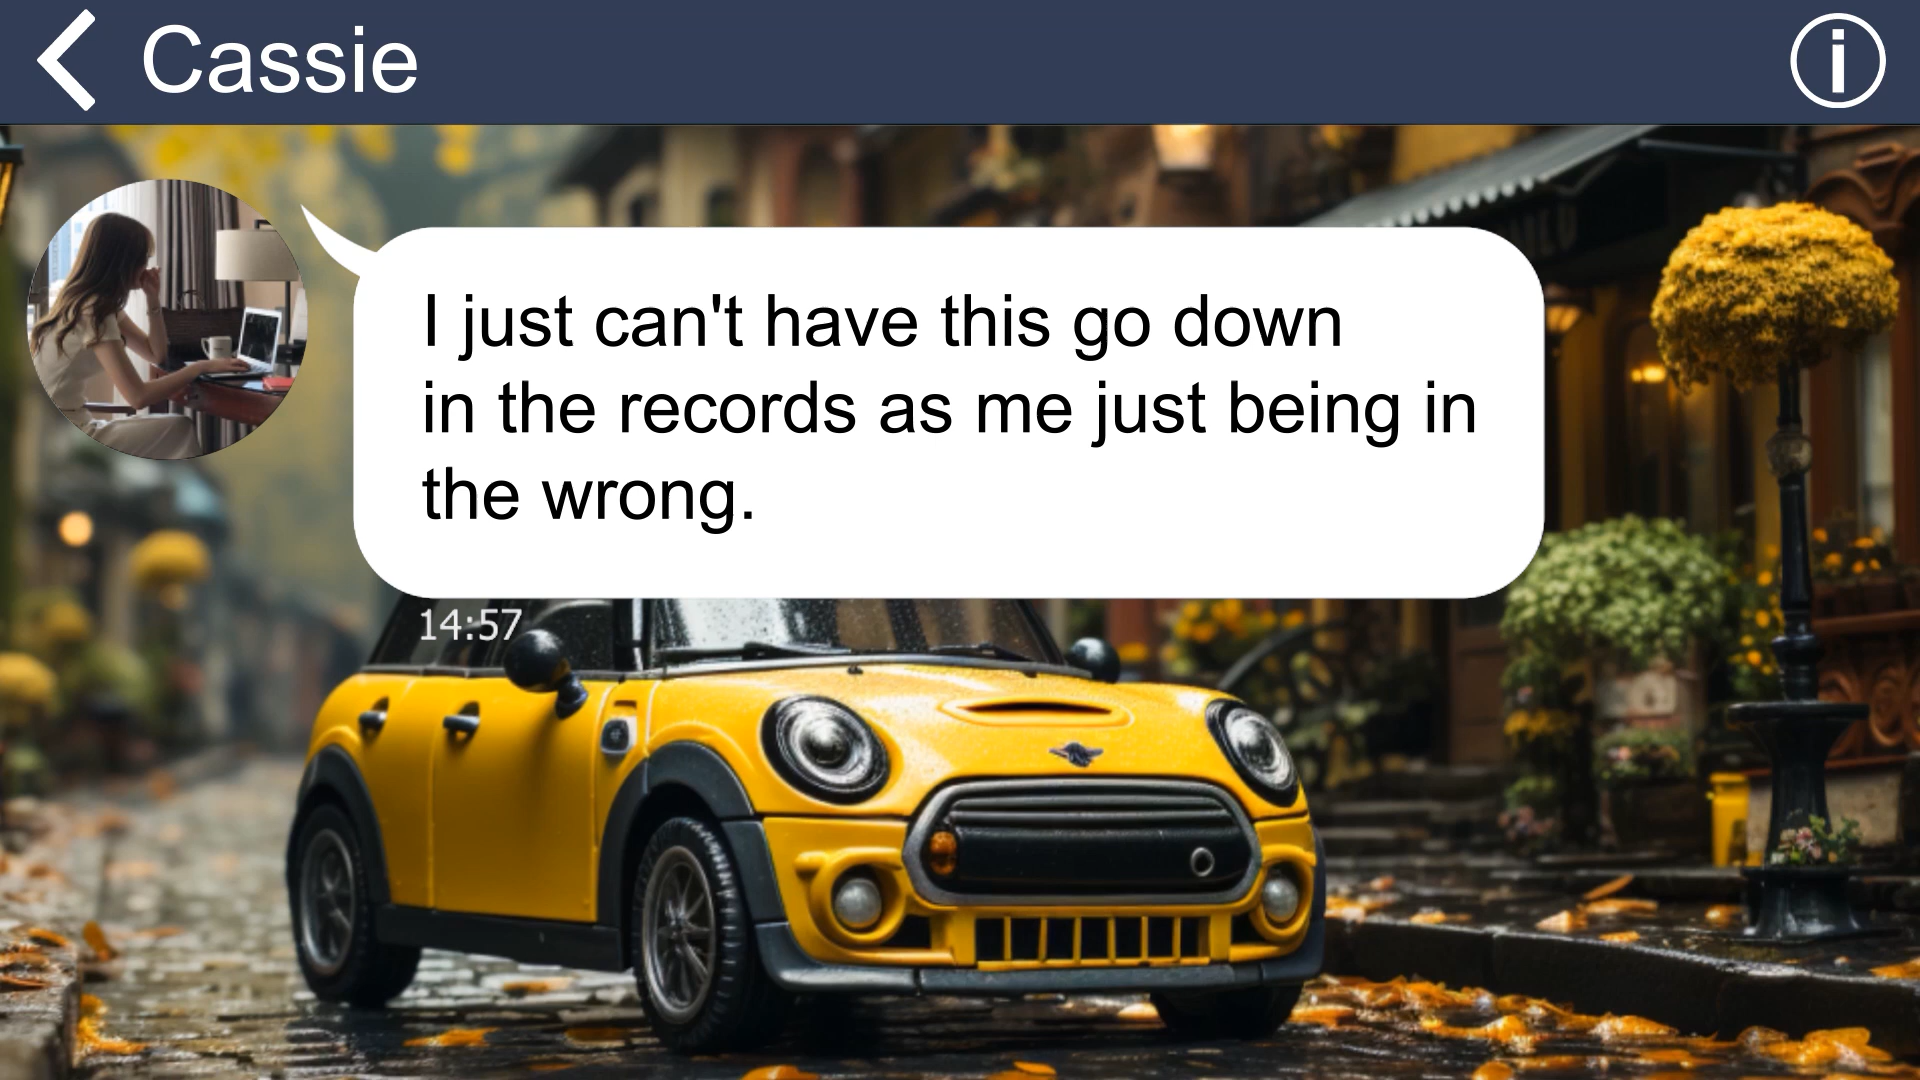 Cassie
I just can't have this go down
in the records as me just being in
the wrong.
14:57